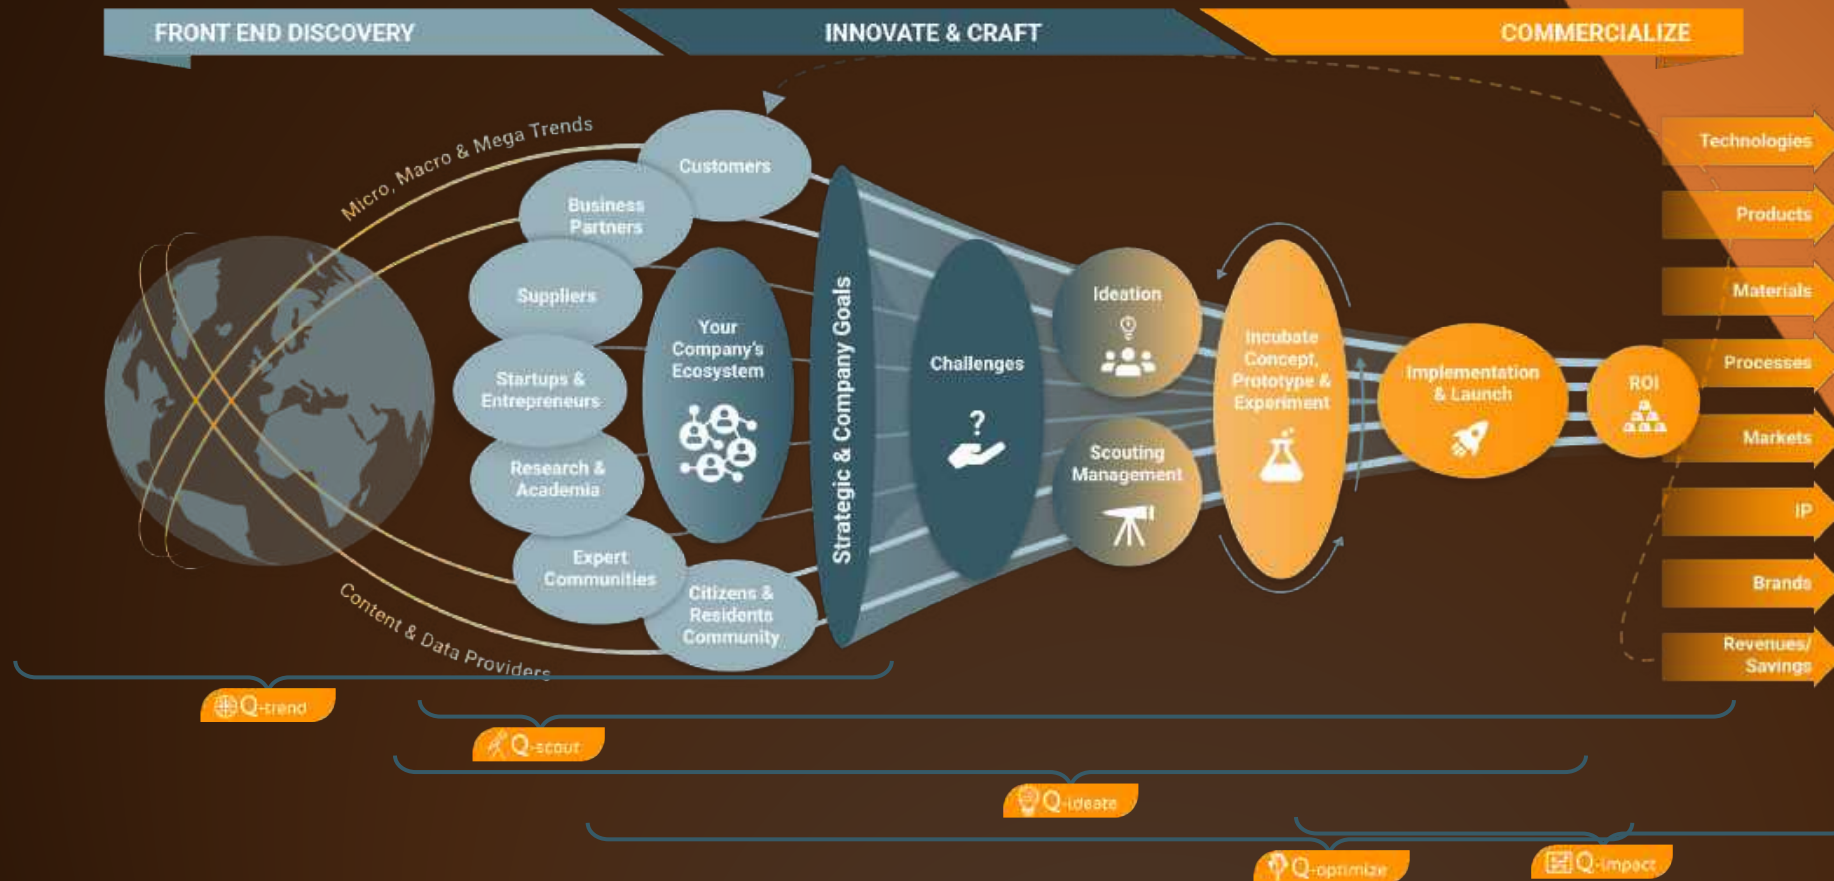 FRONT END DISCOVERY
INNOVATE & CRAFT
COMMERCIALIZE
Micro, Macro & Mega Trends
Customers
Business
Partners
Suppliers
Startups &
Entrepreneurs
Research &
Academia
Expert
Communities
Citizens &
Residents
Community
Content & Data Providers
Your
Company's
Ecosystem
Strategic & Company Goals
Challenges
?
Ideation
Scouting
Management
Incubate
Concept,
Prototype &
Experiment
Implementation
& Launch
ROI
Technologies
Products
Materials
Processes
Markets
IP
Brands
Revenues/
Savings
Q-trend
Q-scout
Q-ideate
Q-optimize
Q-impact